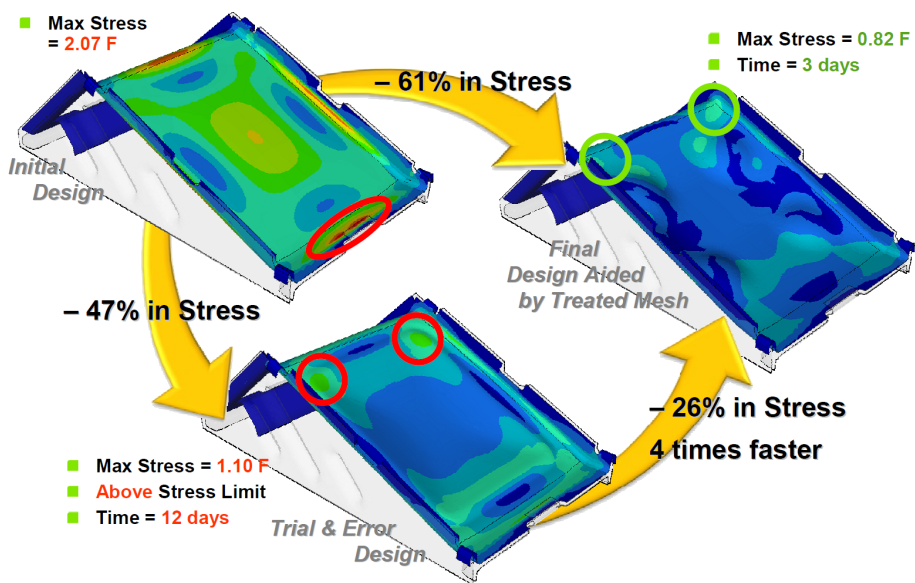 Max Stress
= 2.07 F
Initial
Design
– 61% in Stress
Max Stress = 0.82 F
Time = 3 days
Final
Design Aided
by Treated Mesh
– 47% in Stress
Max Stress = 1.10 F
Above Stress Limit
Time = 12 days
Trial & Error
Design
– 26% in Stress
4 times faster